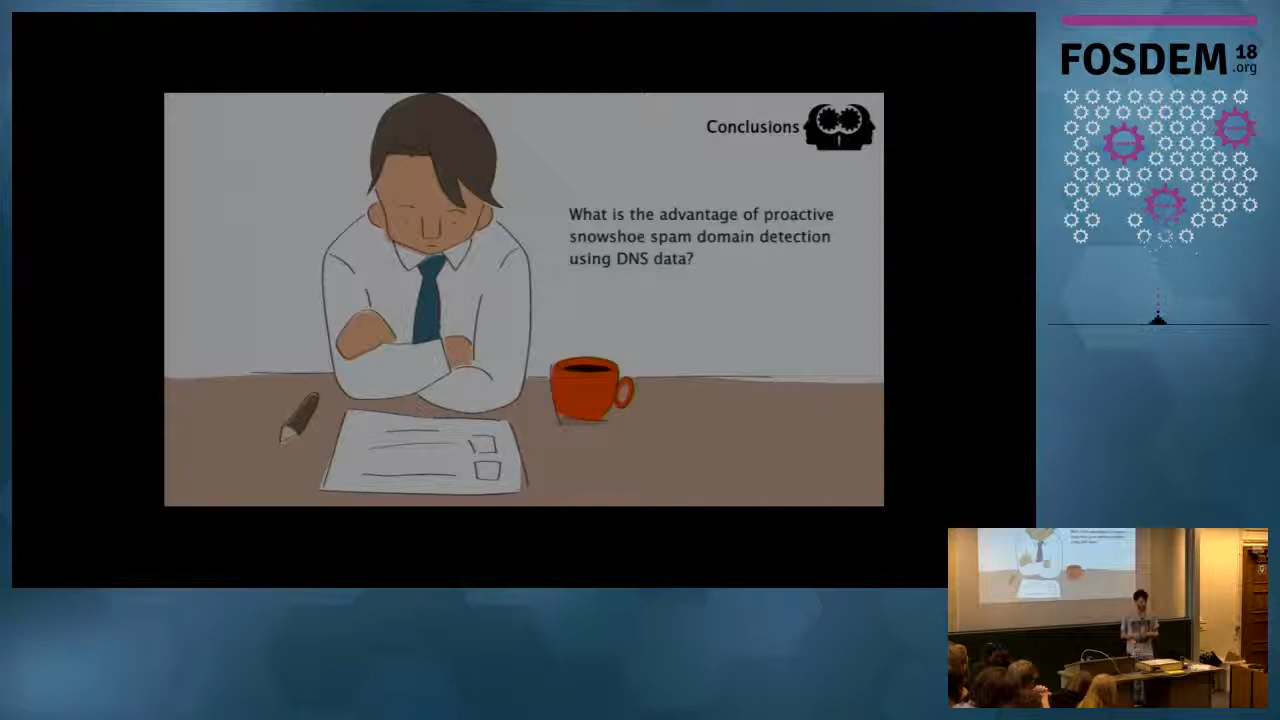 Conclusions
What is the advantage of proactive
snowshoe spam domain detection
using DNS data?
FOSDEM 18
.org